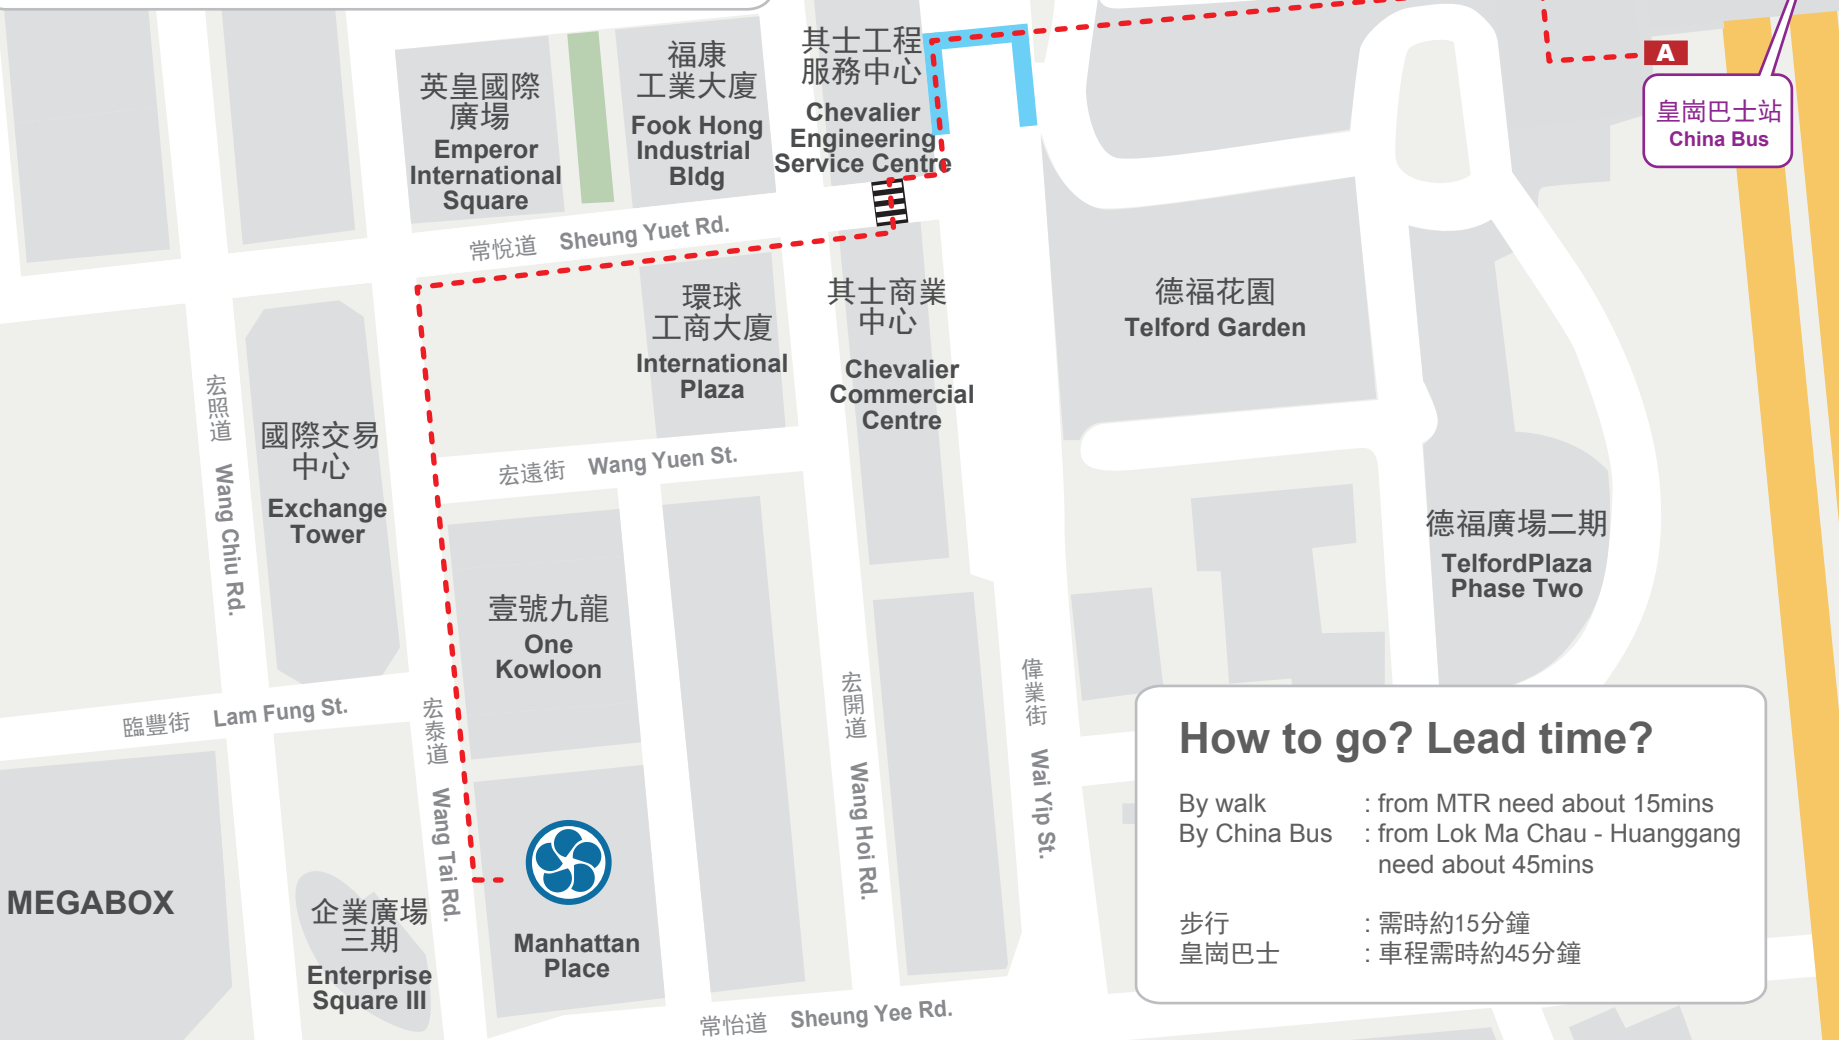 A
皇崗巴士站
China Bus
英皇國際
廣場
Emperor
International
Square
福康
工業大廈
Fook Hong
Industrial
Bldg
其士工程
服務中心
Chevalier
Engineering
Service Centre
常悅道 Sheung Yuet Rd.
環球
工商大廈
International
Plaza
其士商業
中心
Chevalier
Commercial
Centre
德福花園
Telford Garden
宏照道 Wang Chiu Rd.
國際交易
中心
Exchange
Tower
宏遠街 Wang Yuen St.
德福廣場二期
TelfordPlaza
Phase Two
壹號九龍
One
Kowloon
臨豐街 Lam Fung St.
宏泰道 Wang Tai Rd.
宏開道 Wang Hoi Rd.
偉業街 Wai Yip St.
MEGABOX
企業廣場
三期
Enterprise
Square III
Manhattan
Place
常怡道 Sheung Yee Rd.
How to go? Lead time?
By walk : from MTR need about 15mins
By China Bus : from Lok Ma Chau - Huanggang
need about 45mins
步行 : 需時約15分鐘
皇崗巴士 : 車程需時約45分鐘